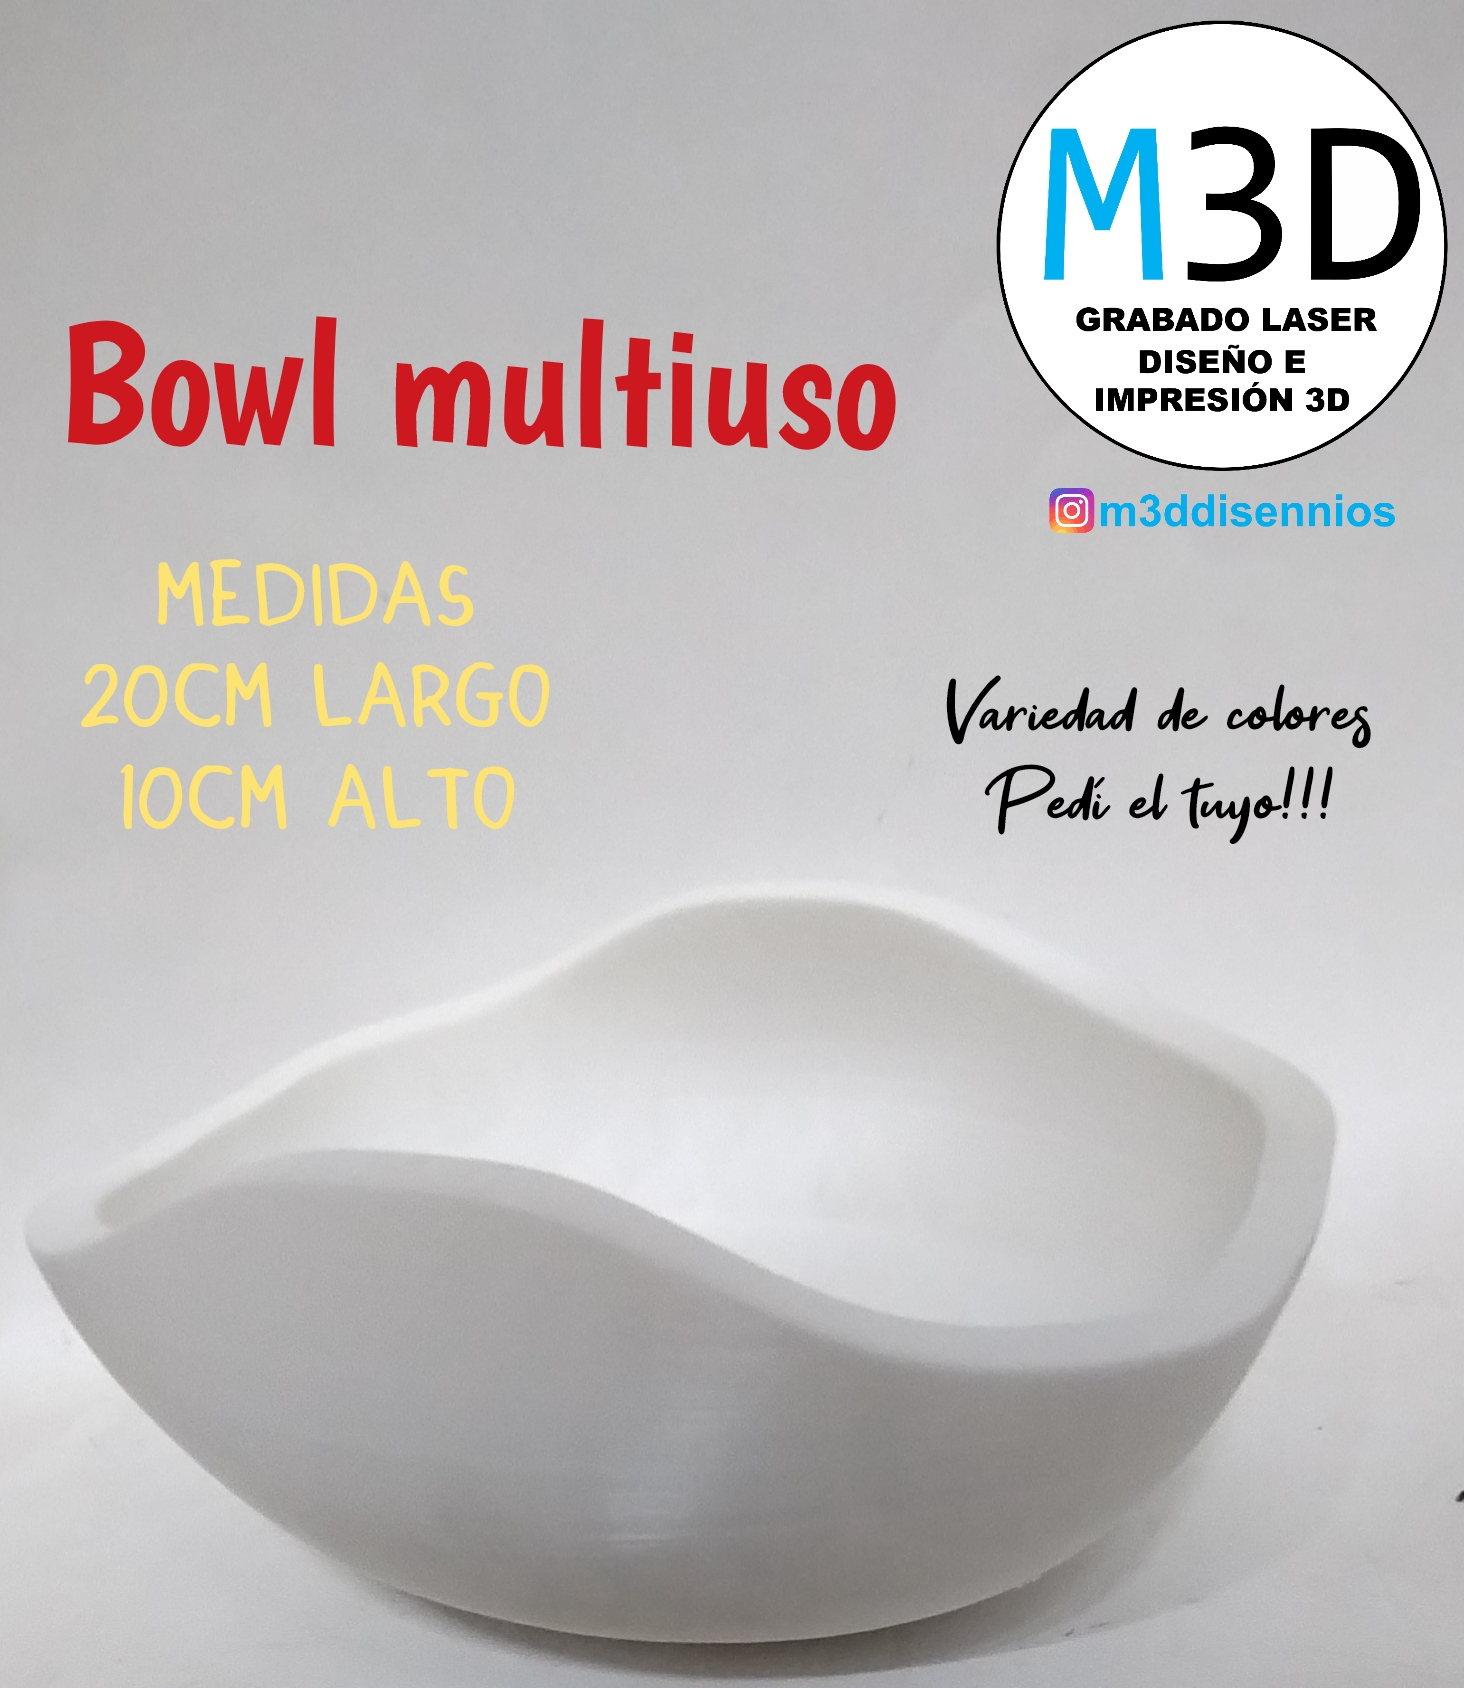 M3D
GRABADO LASER
DISEÑO E
IMPRESIÓN 3D
m3ddisennios
Bowl multiuso
MEDIDAS
20CM LARGO
10CM ALTO
Variedad de colores
Pedí el tuyo!!!